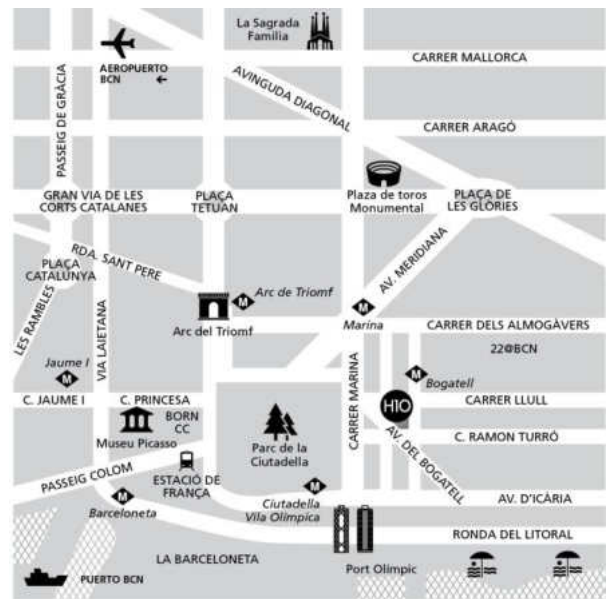 La Sagrada
Familia
CARRER MALLORCA
AEROPUERTO
BCN
AVINGUDA DIAGONAL
PASSEIG DE GRÀCIA
CARRER ARAGÓ
GRAN VIA DE LES
CORTS CATALANES
PLAÇA
TETUAN
Plaza de toros
Monumental
PLAÇA DE
LES GLÒRIES
RDA. SANT PERE
PLAÇA
CATALUNYA
AV. MERIDIANA
LES RAMBLES
VIA LAIETANA
M
Arc de Triomf
Arc del Triomf
M
Marina
CARRER DELS ALMOGÀVERS
22@BCN
Jaume I
M
M
Bogatell
C. JAUME I
C. PRINCESA
H10
CARRER LLULL
BORN
CC
Museu Picasso
CARRER MARINA
C. RAMON TURRÓ
Parc de la
Ciutadella
AV. DEL BOGATELL
PASSEIG COLOM
ESTACIÓ DE
FRANÇA
M
Barceloneta
M
Ciutadella
Vila Olímpica
AV. D'ICÀRIA
RONDA DEL LITORAL
LA BARCELONETA
Port Olímpic
PUERTO BCN